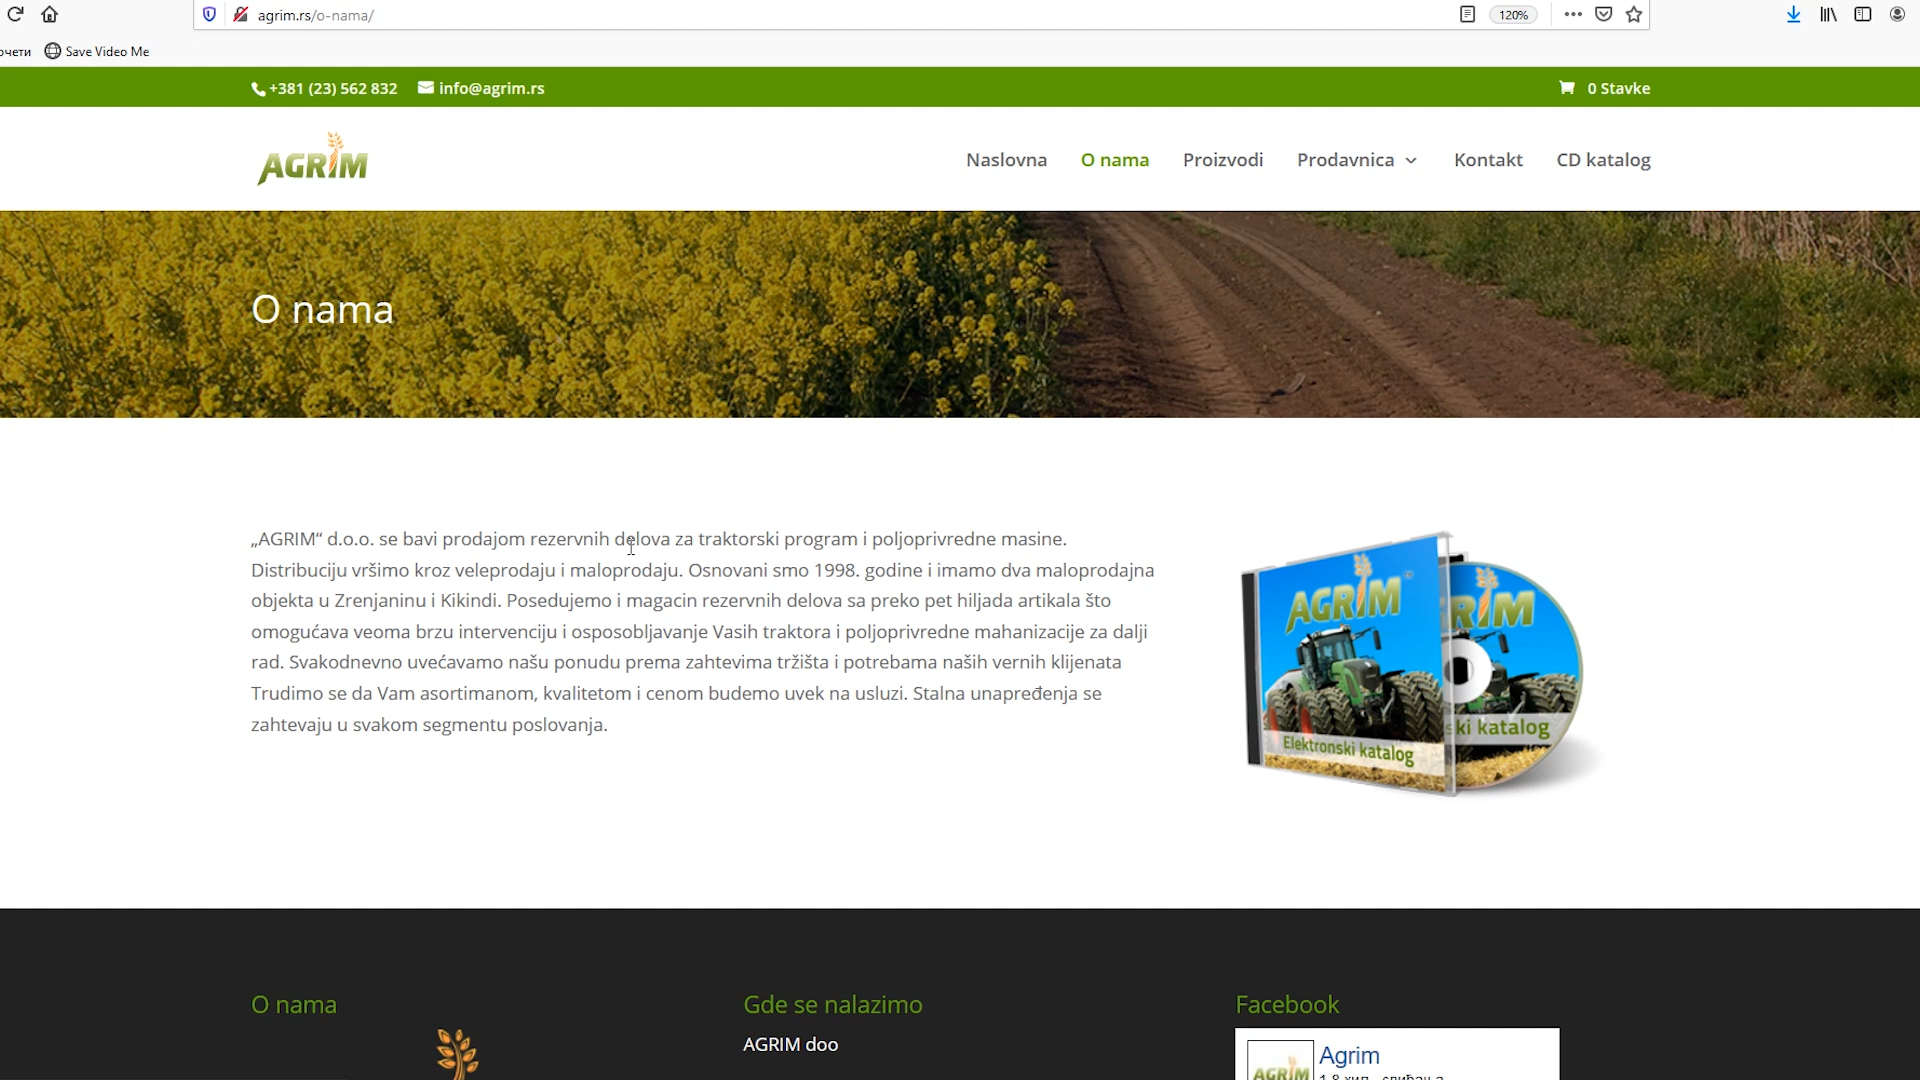 agrim.rs/o-nama/
120%
очети
Save Video Me
+381 (23) 562 832
info@agrim.rs
0 Stavke
AGRIM
Naslovna
O nama
Proizvodi
Prodavnica
Kontakt
CD katalog
O nama
„AGRIM“ d.o.o. se bavi prodajom rezervnih delova za traktorski program i poljoprivredne masine.
Distribuciju vršimo kroz veleprodaju i maloprodaju. Osnovani smo 1998. godine i imamo dva maloprodajna
objekta u Zrenjaninu i Kikindi. Posedujemo i magacin rezervnih delova sa preko pet hiljada artikala što
omogućava veoma brzu intervenciju i osposobljavanje Vasih traktora i poljoprivredne mahanizacije za dalji
rad. Svakodnevno uvećavamo našu ponudu prema zahtevima tržišta i potrebama naših vernih klijenata
Trudimo se da Vam asortimanom, kvalitetom i cenom budemo uvek na usluzi. Stalna unapređenja se
zahtevaju u svakom segmentu poslovanja.
AGRIM
RIM
Elektronski katalog
ski katalog
O nama
Gde se nalazimo
AGRIM doo
Facebook
AGRIM
Agrim